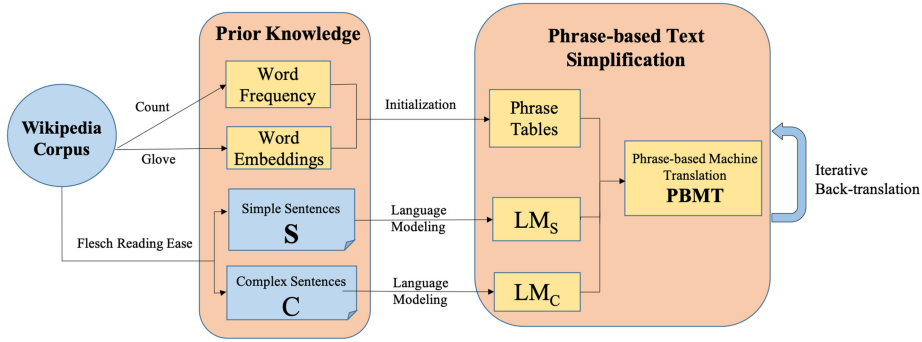 Prior Knowledge
Phrase-based Text
Simplification
Wikipedia
Corpus
Count
Glove
Flesch Reading Ease
Word
Frequency
Word
Embeddings
Simple Sentences
S
Complex Sentences
C
Initialization
Language
Modeling
Language
Modeling
Phrase
Tables
LMS
LMC
Phrase-based Machine
Translation
PBMT
Iterative
Back-translation